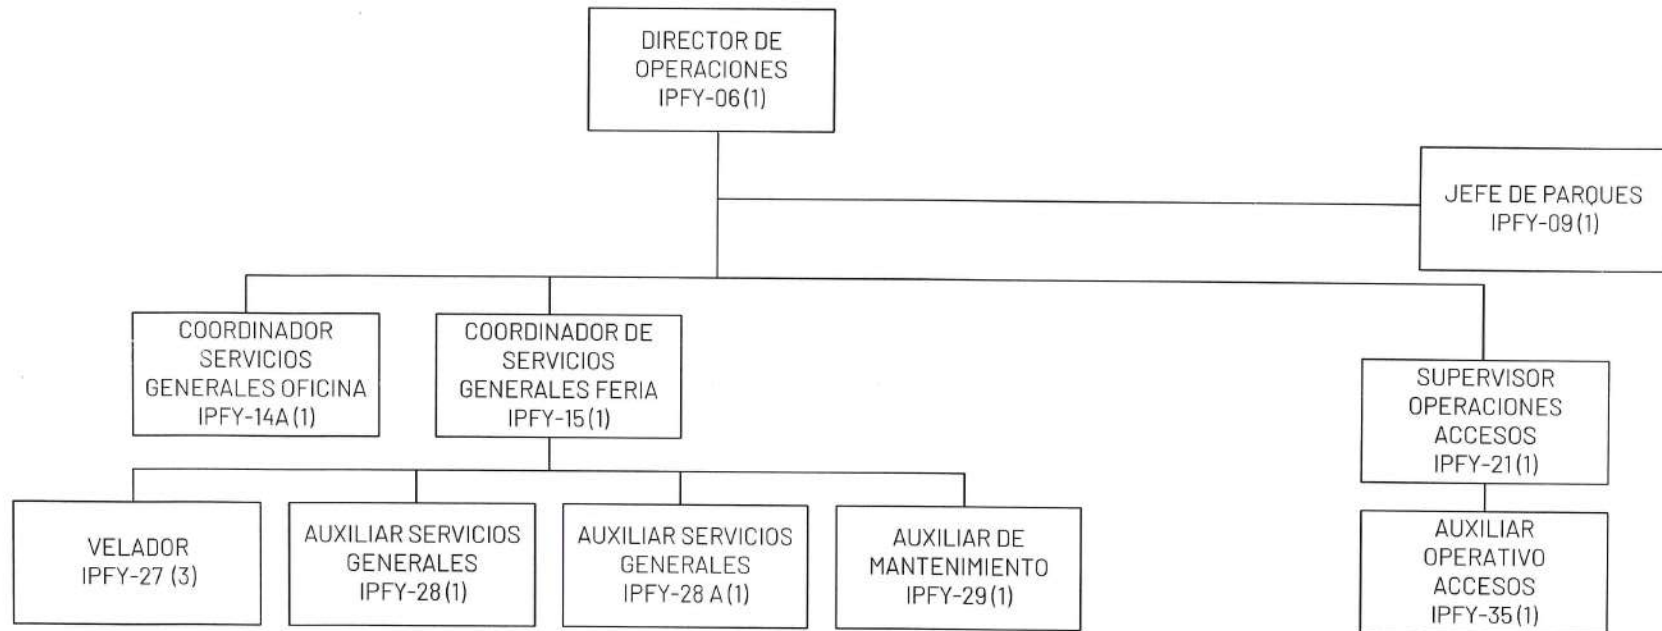 DIRECTOR DE
OPERACIONES
IPFY-06(1)
JEFE DE PARQUES
IPFY-09(1)
COORDINADOR
SERVICIOS
GENERALES OFICINA
IPFY-14A(1)
COORDINADOR DE
SERVICIOS
GENERALES FERIA
IPFY-15(1)
SUPERVISOR
OPERACIONES
ACCESOS
IPFY-21(1)
VELADOR
IPFY-27 (3)
AUXILIAR SERVICIOS
GENERALES
IPFY-28(1)
AUXILIAR SERVICIOS
GENERALES
IPFY-28 A(1)
AUXILIAR DE
MANTENIMIENTO
IPFY-29(1)
AUXILIAR
OPERATIVO
ACCESOS
IPFY-35(1)